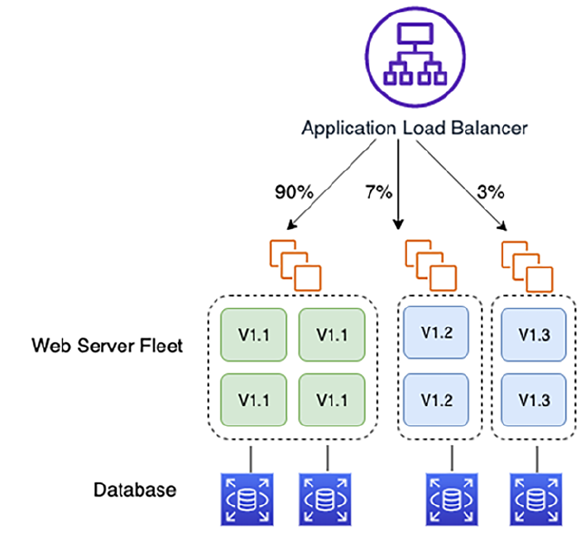 Application Load Balancer
90% 7% 3%
V1.1 V1.1 V1.2 V1.3
Web Server Fleet
V1.1 V1.1 V1.2 V1.3
Database